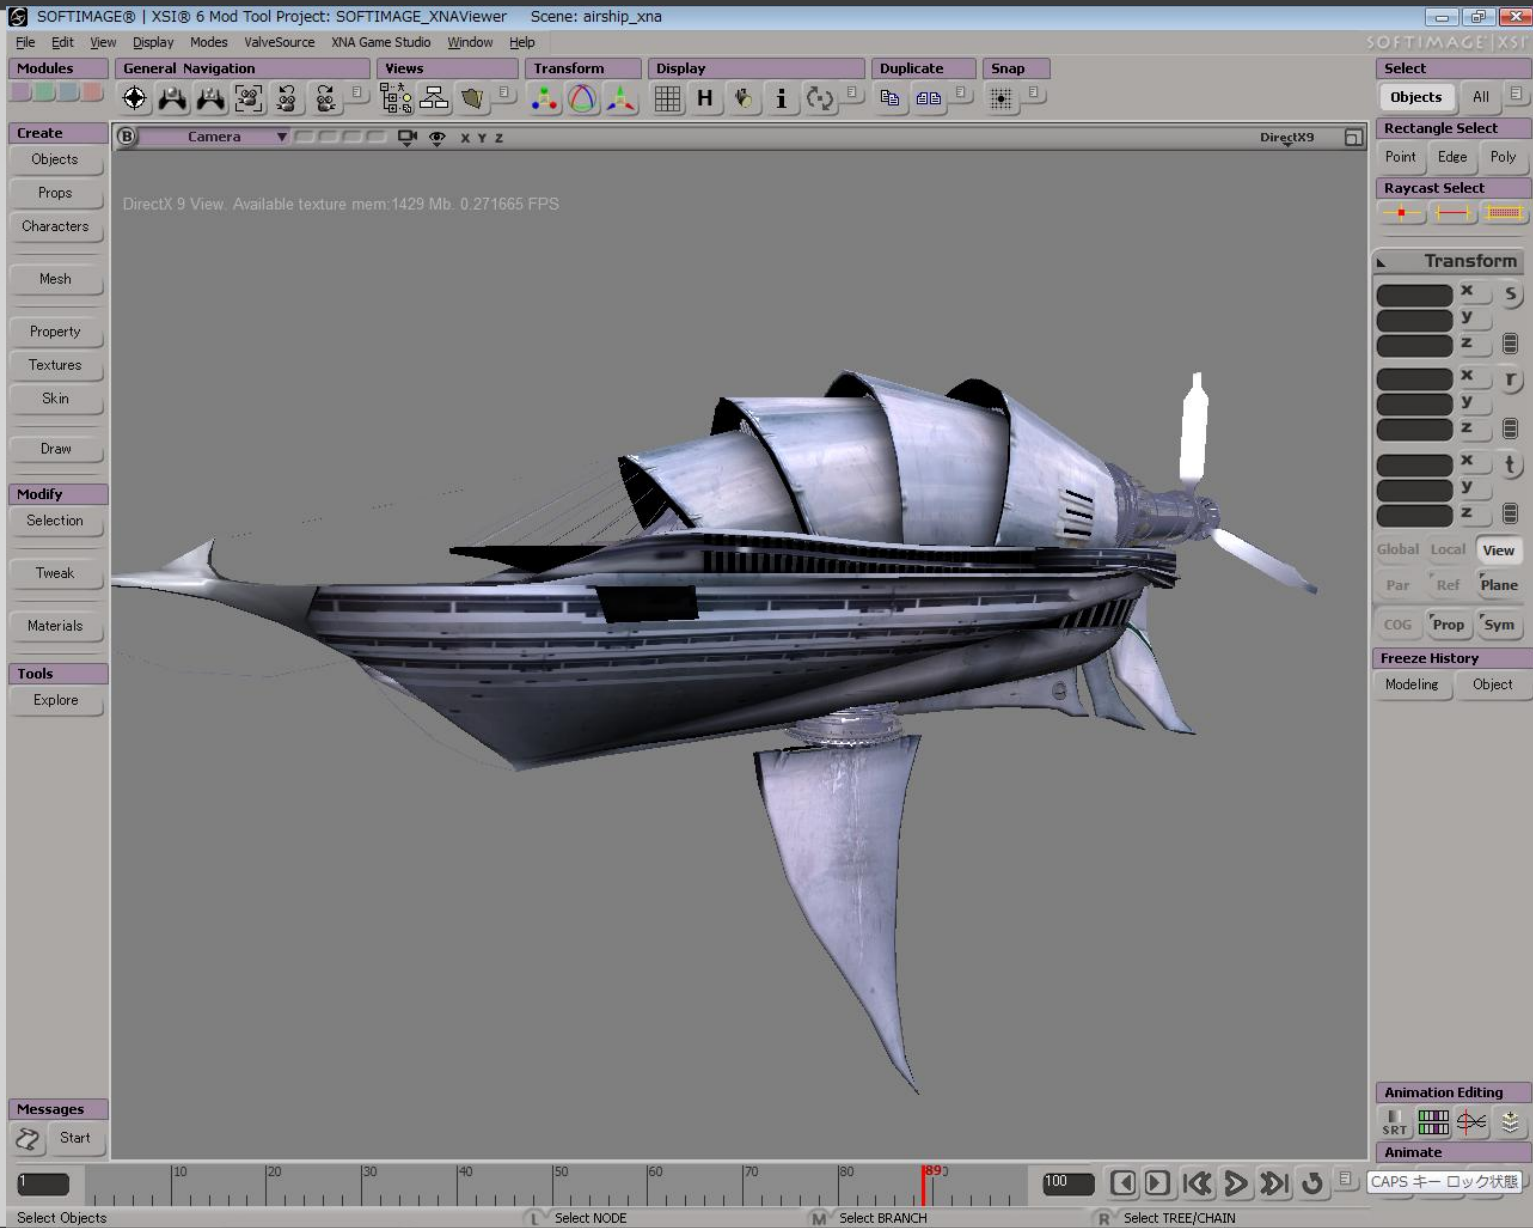 SOFTIMAGE® | XSI® 6 Mod Tool Project: SOFTIMAGE_XNAViewer Scene: airship_xna
File Edit View Display Modes ValveSource XNA Game Studio Window Help
SOFTIMAGE|XSI
Modules General Navigation Views Transform Display Duplicate Snap
H i
Select
Objects All
Rectangle Select
Point Edge Poly
Raycast Select
Create
Objects
Props
Characters
Mesh
Property
Textures
Skin
Draw
Modify
Selection
Tweak
Materials
Tools
Explore
Messages
Start
B Camera X Y Z DirectX9
DirectX 9 View. Available texture mem:1429 Mb. 0.271665 FPS
Transform
x s
y
z
x r
y
z
x t
y
z
Global Local View
Par Ref Plane
COG Prop Sym
Freeze History
Modeling Object
Animation Editing
SRT
Animate
CAPS キー ロック状態
1 10 20 30 40 50 60 70 80 89 100
Select Objects L Select NODE M Select BRANCH R Select TREE/CHAIN